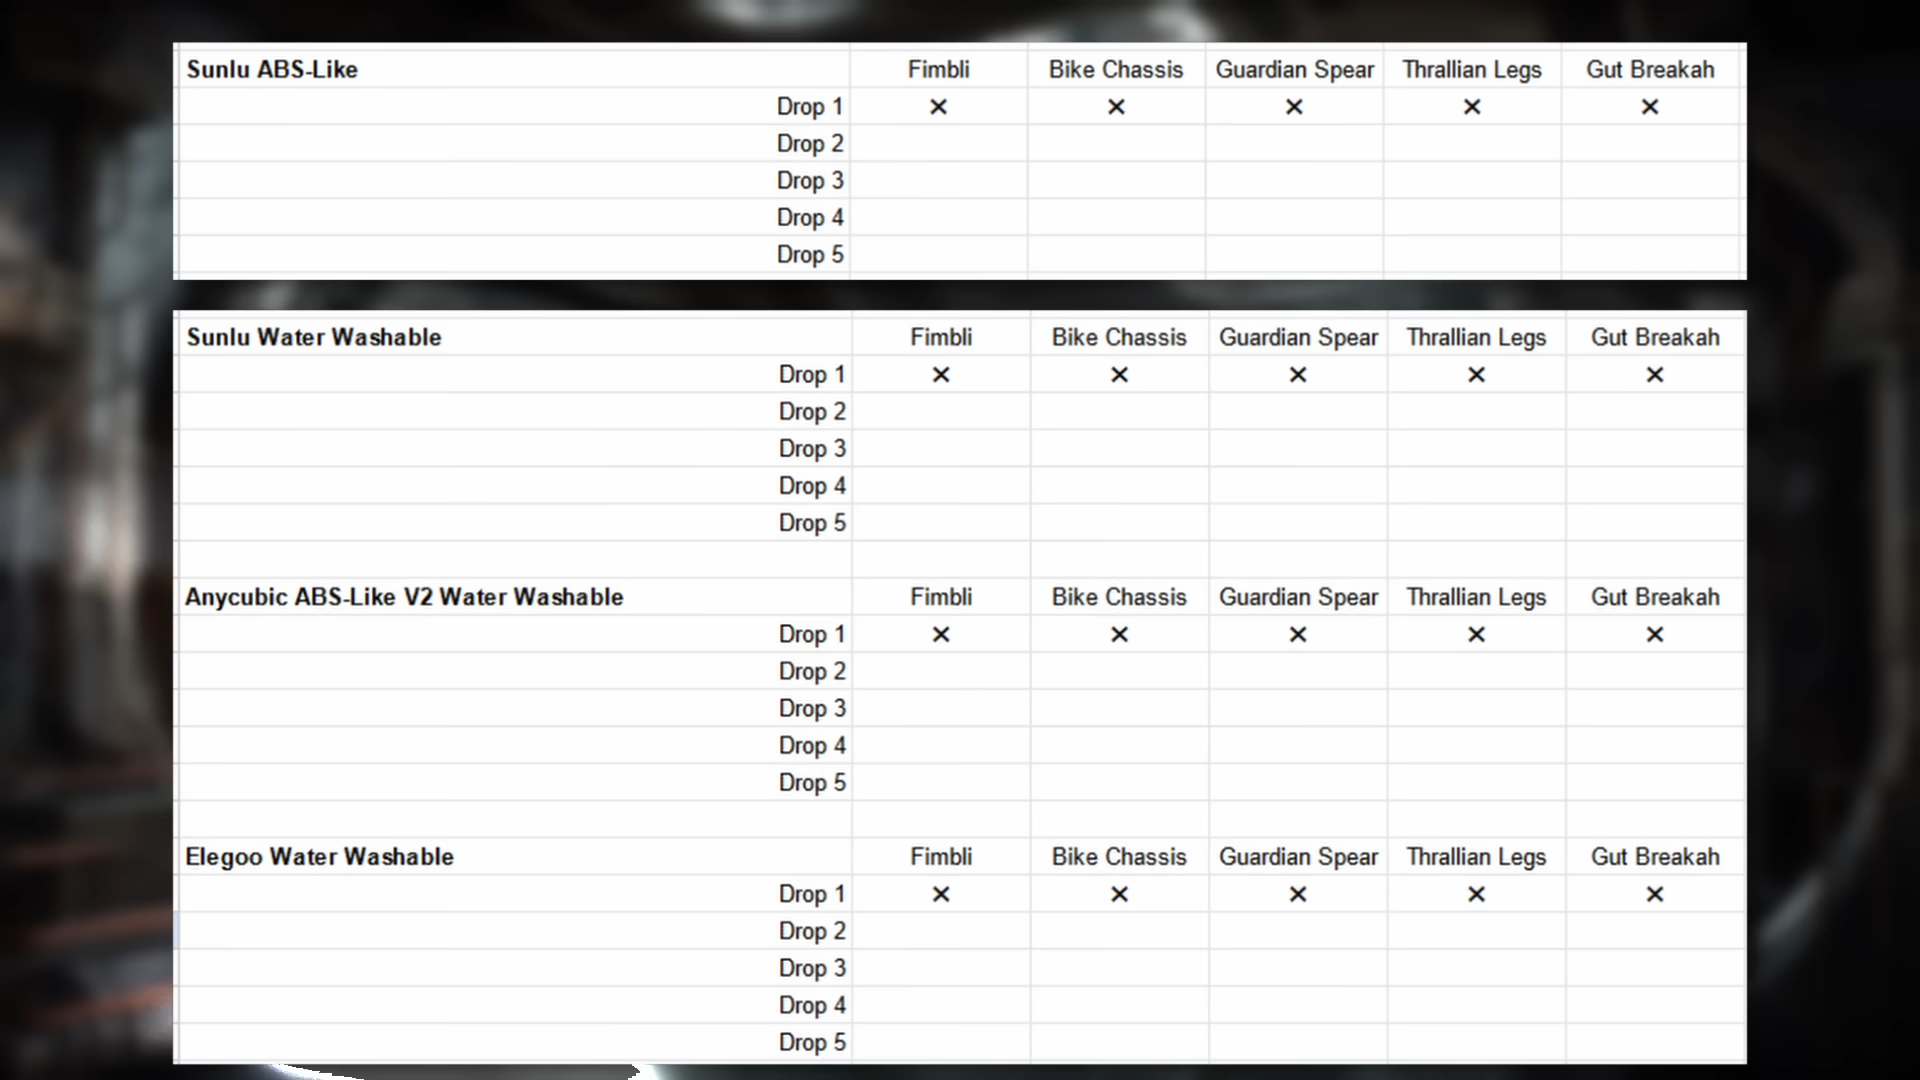 Sunlu ABS-Like Fimbli Bike Chassis Guardian Spear Thrallian Legs Gut Breakah
Drop 1 ✕ ✕ ✕ ✕ ✕
Drop 2
Drop 3
Drop 4
Drop 5
Sunlu Water Washable Fimbli Bike Chassis Guardian Spear Thrallian Legs Gut Breakah
Drop 1 ✕ ✕ ✕ ✕ ✕
Drop 2
Drop 3
Drop 4
Drop 5
Anycubic ABS-Like V2 Water Washable Fimbli Bike Chassis Guardian Spear Thrallian Legs Gut Breakah
Drop 1 ✕ ✕ ✕ ✕ ✕
Drop 2
Drop 3
Drop 4
Drop 5
Elegoo Water Washable Fimbli Bike Chassis Guardian Spear Thrallian Legs Gut Breakah
Drop 1 ✕ ✕ ✕ ✕ ✕
Drop 2
Drop 3
Drop 4
Drop 5